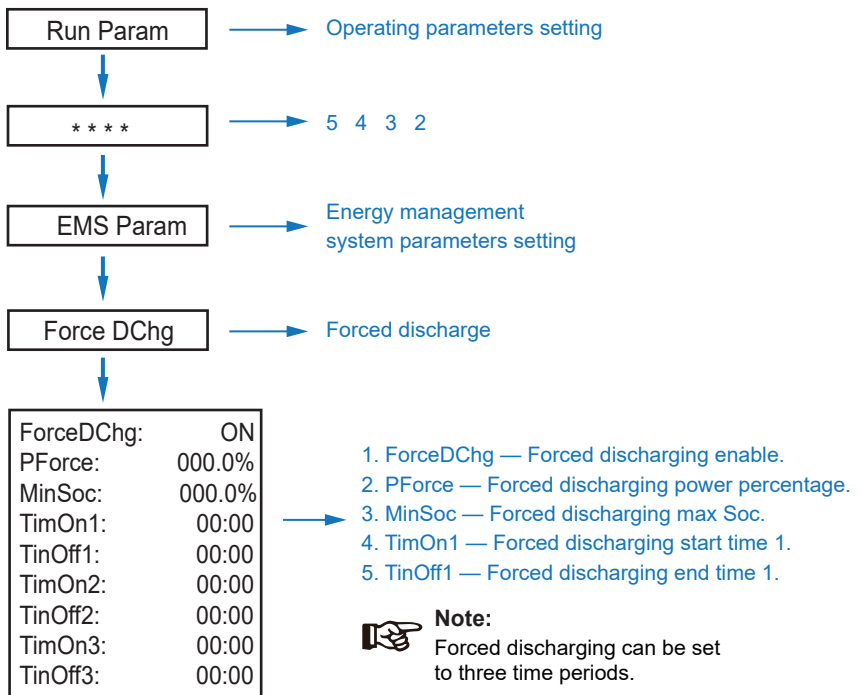 Run Param
Operating parameters setting
* * * *
5 4 3 2
EMS Param
Energy management
system parameters setting
Force DChg
Forced discharge
ForceDChg: ON
PForce: 000.0%
MinSoc: 000.0%
TimOn1: 00:00
TinOff1: 00:00
TimOn2: 00:00
TinOff2: 00:00
TimOn3: 00:00
TinOff3: 00:00
1. ForceDChg — Forced discharging enable.
2. PForce — Forced discharging power percentage.
3. MinSoc — Forced discharging max Soc.
4. TimOn1 — Forced discharging start time 1.
5. TinOff1 — Forced discharging end time 1.
Note:
Forced discharging can be set
to three time periods.